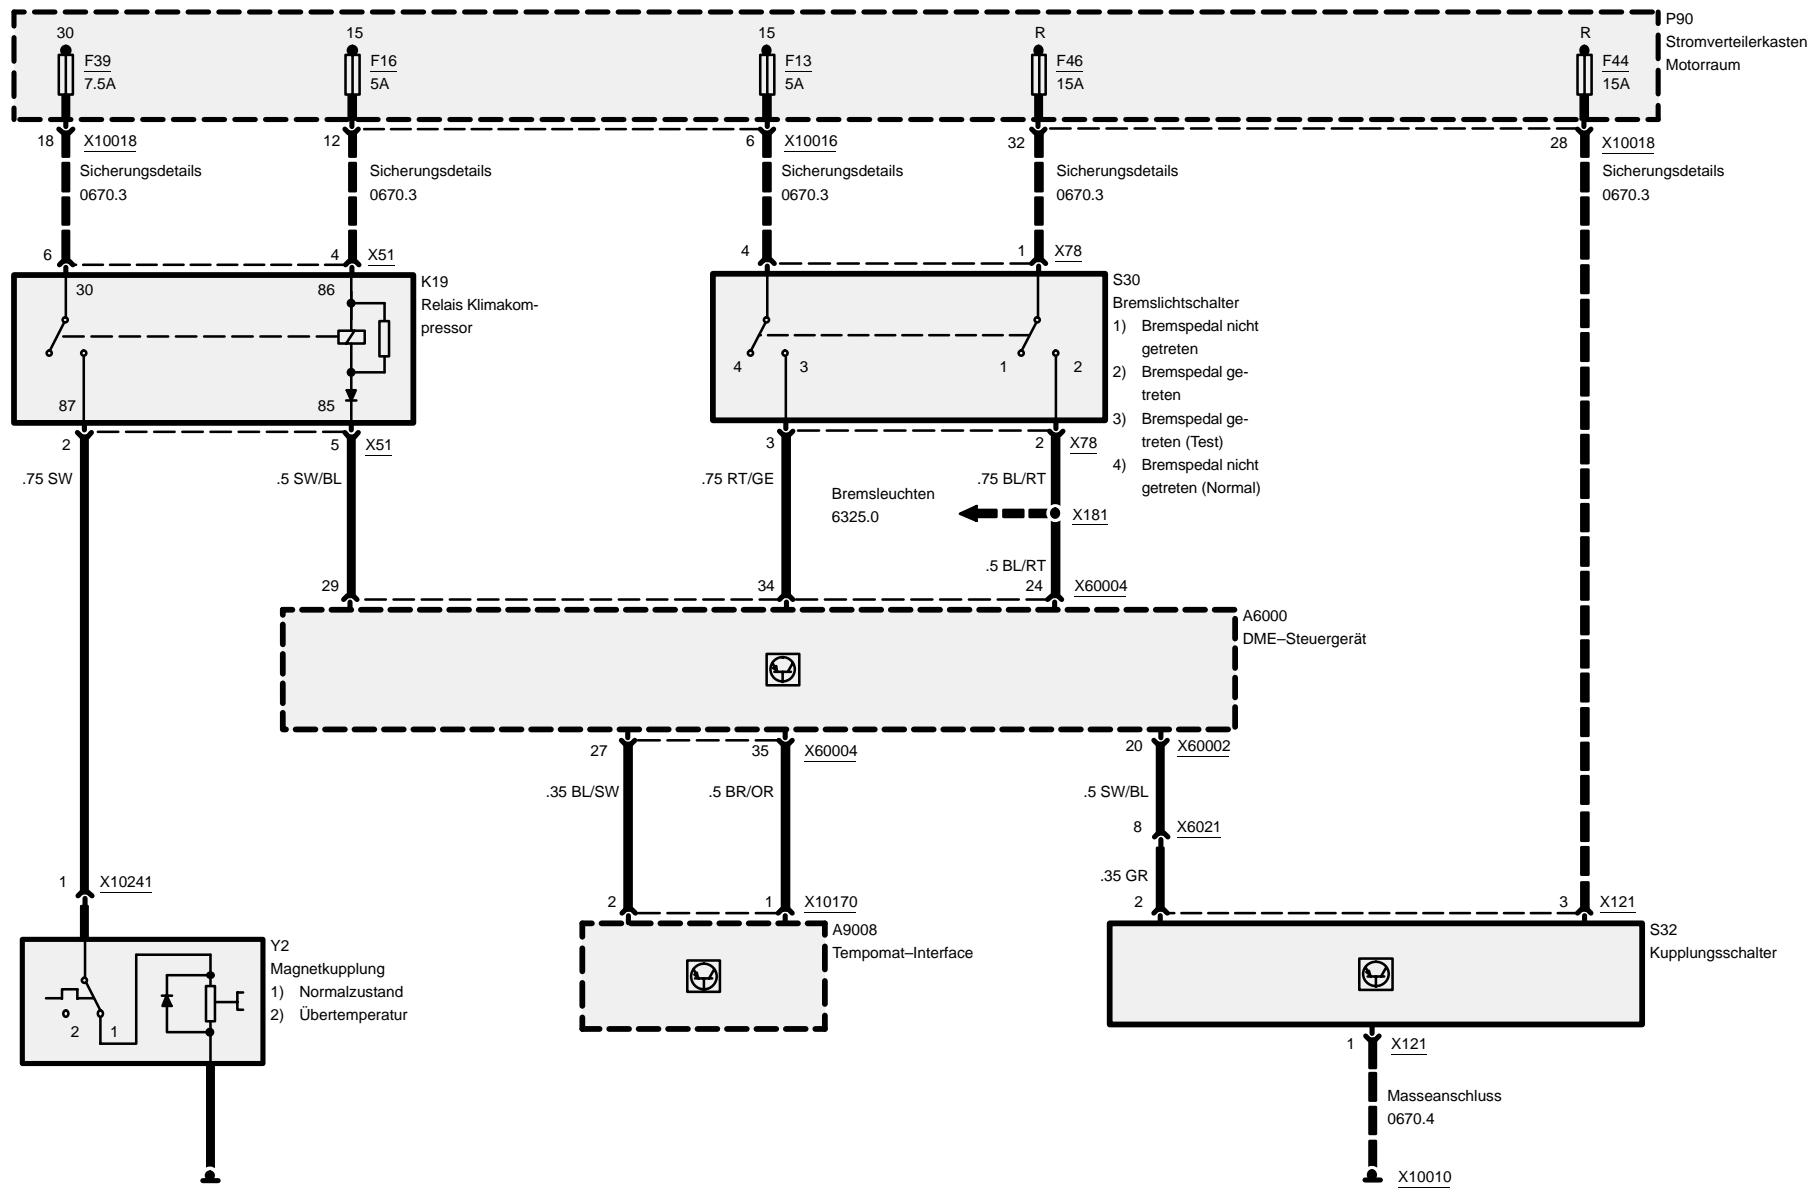 P90
Stromverteilerkasten
Motorraum
30
F39
7.5A
15
F16
5A
15
F13
5A
R
F46
15A
R
F44
15A
18
X10018
12
6
X10016
32
28
X10018
Sicherungsdetails
0670.3
Sicherungsdetails
0670.3
Sicherungsdetails
0670.3
Sicherungsdetails
0670.3
Sicherungsdetails
0670.3
6
4
X51
4
1
X78
30
86
87
85
K19
Relais Klimakom-
pressor
4
3
1
2
S30
Bremslichtschalter
1) Bremspedal nicht
getreten
2) Bremspedal ge-
treten
3) Bremspedal ge-
treten (Test)
4) Bremspedal nicht
getreten (Normal)
2
5
X51
3
2
X78
.75 SW
.5 SW/BL
.75 RT/GE
.75 BL/RT
Bremsleuchten
6325.0
X181
.5 BL/RT
29
34
24
X60004
A6000
DME–Steuergerät
27
35
X60004
20
X60002
.35 BL/SW
.5 BR/OR
.5 SW/BL
8
X6021
.35 GR
1
X10241
2
1
X10170
2
3
X121
Y2
Magnetkupplung
1) Normalzustand
2) Übertemperatur
2
1
A9008
Tempomat–Interface
S32
Kupplungsschalter
1
X121
Masseanschluss
0670.4
X10010